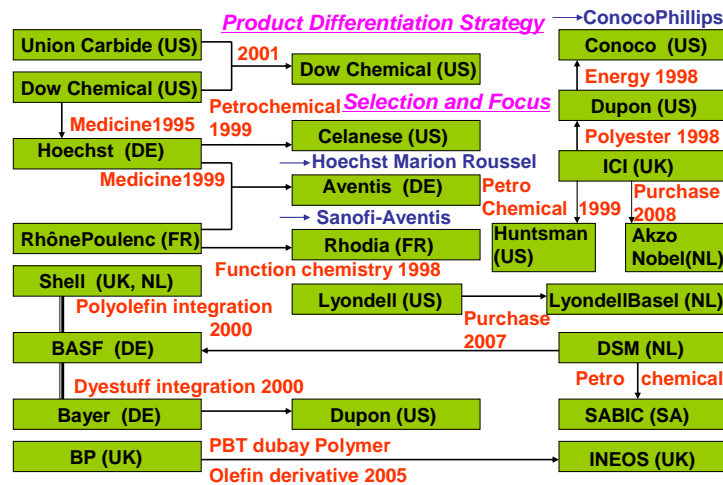 Product Differentiation Strategy
ConocoPhillips
Union Carbide (US)
2001
Dow Chemical (US)
Conoco (US)
Dow Chemical (US)
Energy 1998
Petrochemical
1999
Selection and Focus
Dupon (US)
Medicine1995
Celanese (US)
Polyester 1998
Hoechst (DE)
Hoechst Marion Roussel
ICI (UK)
Medicine1999
Aventis (DE)
Petro
Chemical 1999
Purchase
2008
Sanofi-Aventis
RhônePoulenc (FR)
Rhodia (FR)
Huntsman
(US)
Akzo
Nobel(NL)
Function chemistry 1998
Shell (UK, NL)
Polyolefin integration
2000
Lyondell (US)
LyondellBasel (NL)
Purchase
2007
BASF (DE)
DSM (NL)
Dyestuff integration 2000
Petro chemical
Bayer (DE)
Dupon (US)
SABIC (SA)
BP (UK)
PBT dubay Polymer
Olefin derivative 2005
INEOS (UK)